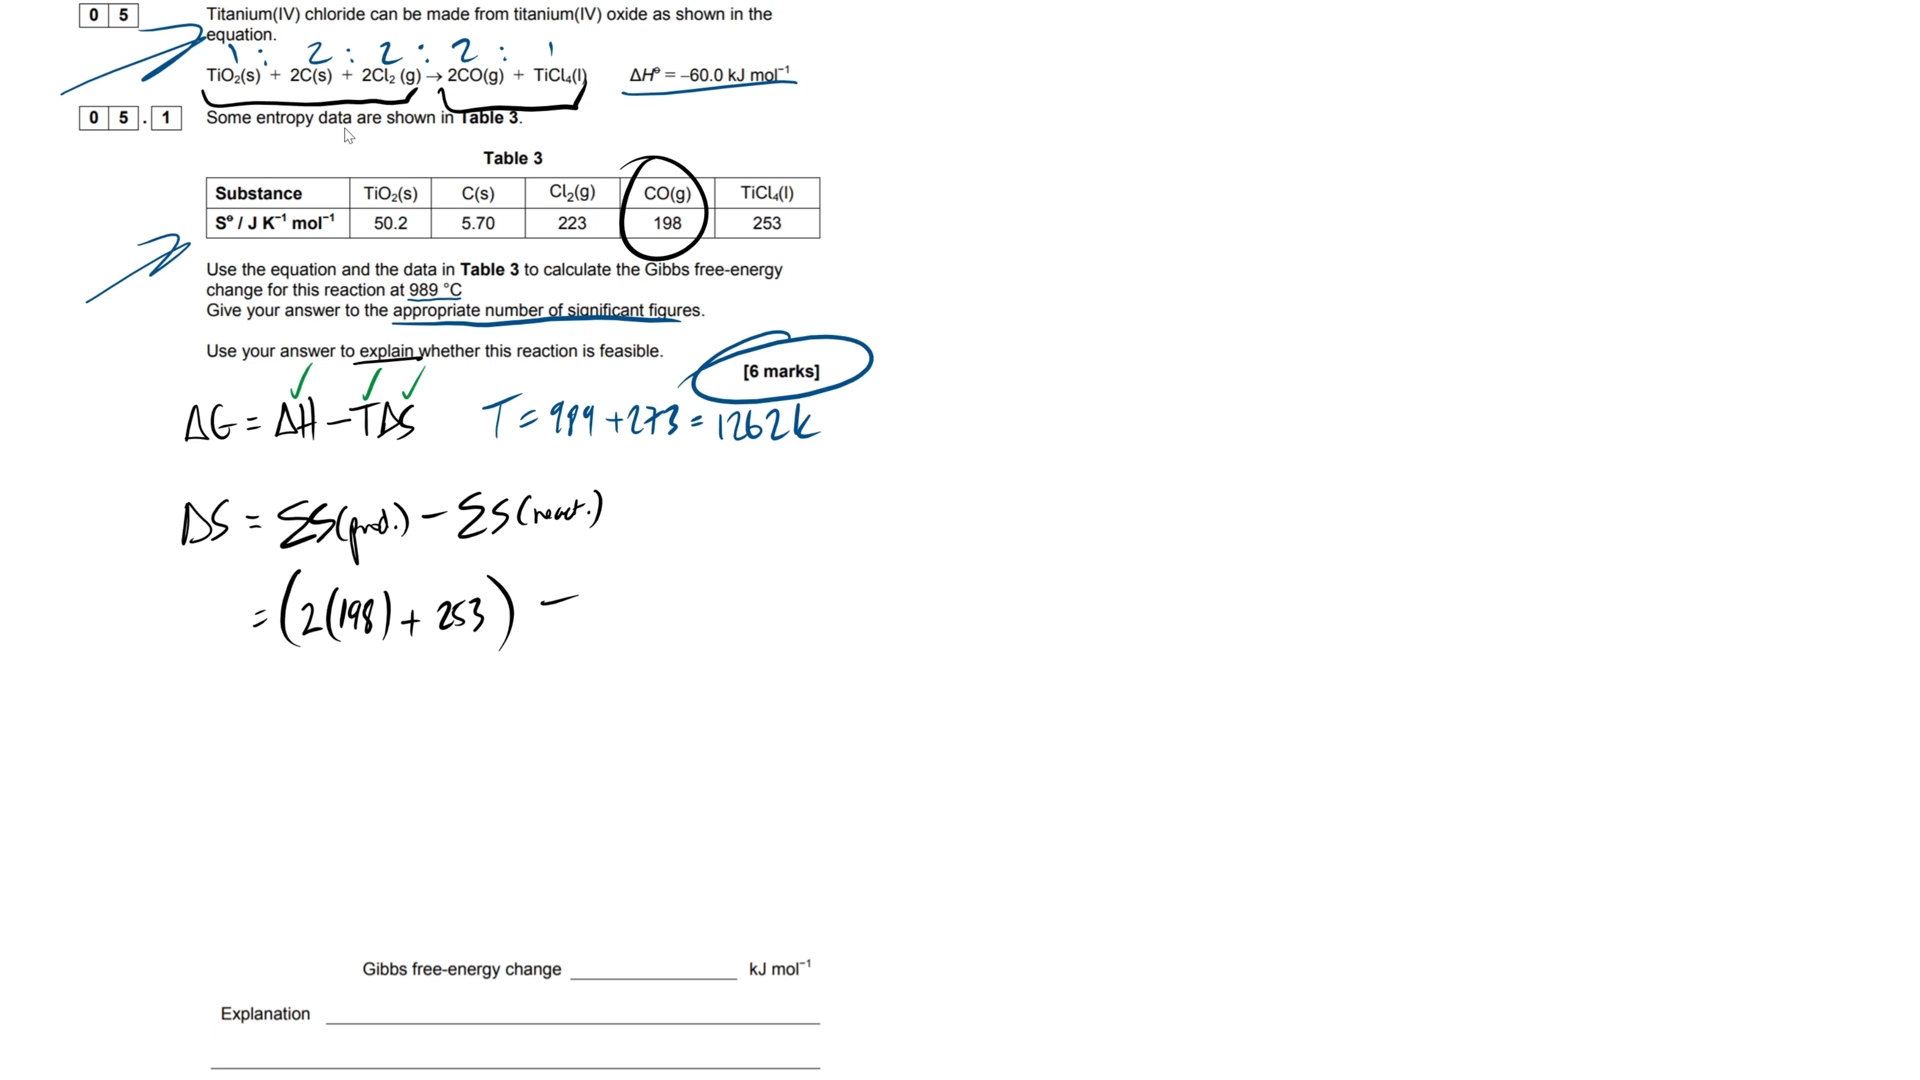 0 5 Titanium(IV) chloride can be made from titanium(IV) oxide as shown in the
equation.
1 : 2 : 2 : 2 : 1
TiO₂(s) + 2C(s) + 2Cl₂ (g) → 2CO(g) + TiCl₄(l) ΔH⦵ = –60.0 kJ mol⁻¹
0 5 . 1 Some entropy data are shown in Table 3.
Table 3
Substance TiO₂(s) C(s) Cl₂(g) CO(g) TiCl₄(l)
S⦵ / J K⁻¹ mol⁻¹ 50.2 5.70 223 198 253
Use the equation and the data in Table 3 to calculate the Gibbs free-energy
change for this reaction at 989 °C
Give your answer to the appropriate number of significant figures.
Use your answer to explain whether this reaction is feasible.
[6 marks]
ΔG = ΔH – TΔS T = 989 + 273 = 1262 K
ΔS = ΣS(prod.) – ΣS(react.)
= (2(198) + 253) –
Gibbs free-energy change kJ mol⁻¹
Explanation